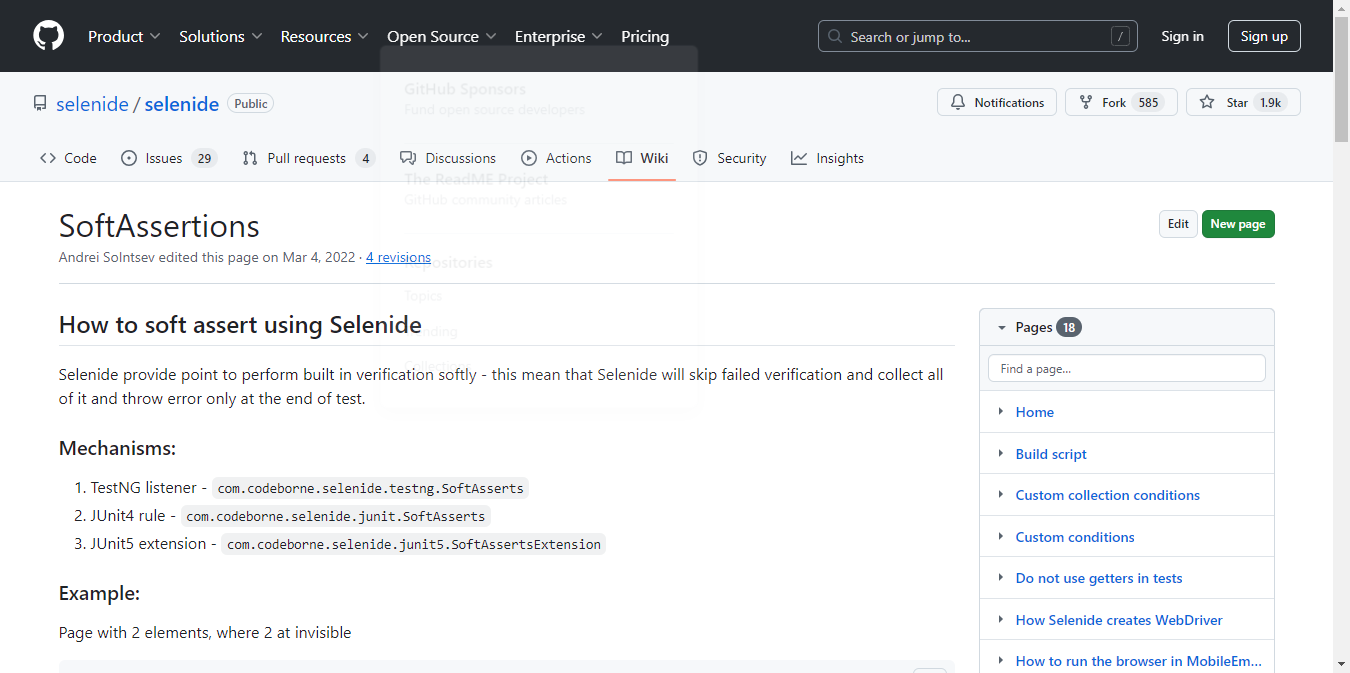 Product Solutions Resources Open Source Enterprise Pricing Search or jump to... / Sign in Sign up
selenide / selenide Public Notifications Fork 585 Star 1.9k
GitHub Sponsors
Fund open source developers
Code Issues 29 Pull requests 4 Discussions Actions Wiki Security Insights
The ReadME Project
GitHub community articles
SoftAssertions
Edit New page
Andrei Solntsev edited this page on Mar 4, 2022 · 4 revisions
Repositories
Topics
Trending
Collections
How to soft assert using Selenide
Selenide provide point to perform built in verification softly - this mean that Selenide will skip failed verification and collect all
of it and throw error only at the end of test.
Mechanisms:
1. TestNG listener - com.codeborne.selenide.testng.SoftAsserts
2. JUnit4 rule - com.codeborne.selenide.junit.SoftAsserts
3. JUnit5 extension - com.codeborne.selenide.junit5.SoftAssertsExtension
Example:
Page with 2 elements, where 2 at invisible
Pages 18
Find a page...
Home
Build script
Custom collection conditions
Custom conditions
Do not use getters in tests
How Selenide creates WebDriver
How to run the browser in MobileEm...